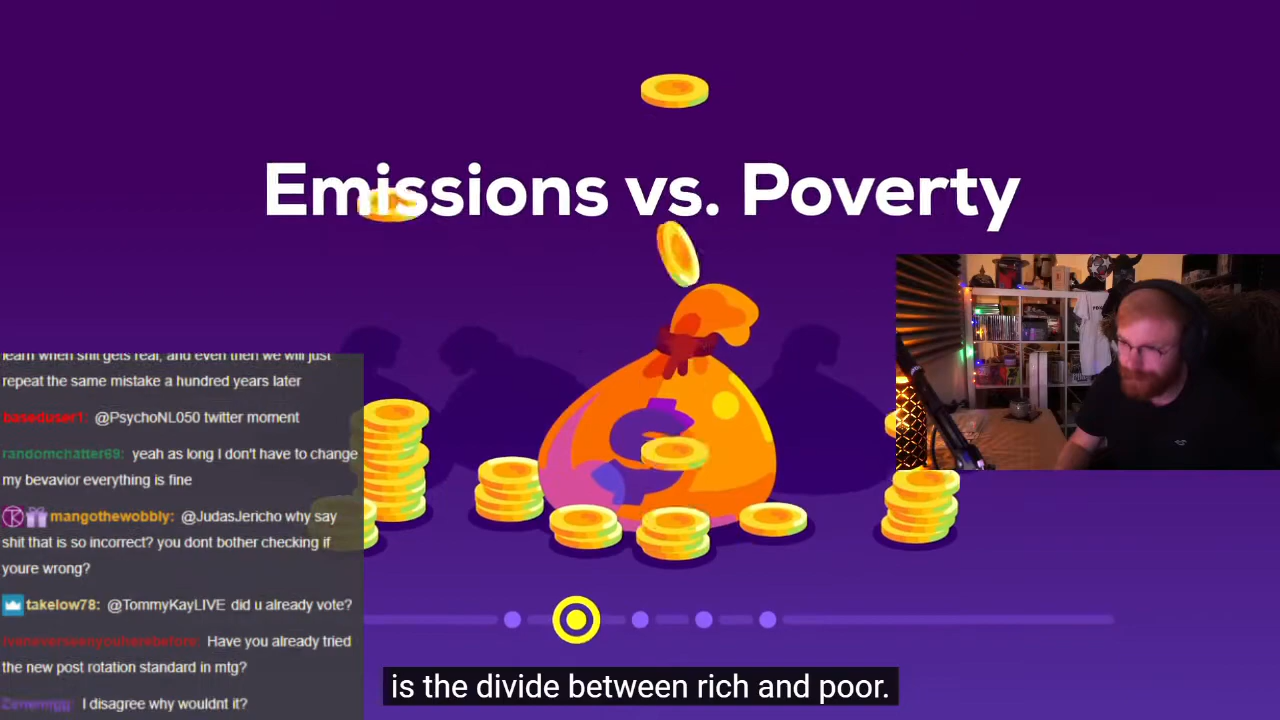 Emissions vs. Poverty
learn when shit gets real, and even then we will just
repeat the same mistake a hundred years later
baseduser1: @PsychoNL050 twitter moment
randomchatter69: yeah as long I don't have to change
my bevavior everything is fine
mangothewobbly: @JudasJericho why say
shit that is so incorrect? you dont bother checking if
youre wrong?
takelow78: @TommyKayLIVE did u already vote?
Iveneverseenyouherebefore: Have you already tried
the new post rotation standard in mtg?
I disagree why wouldnt it?
is the divide between rich and poor.